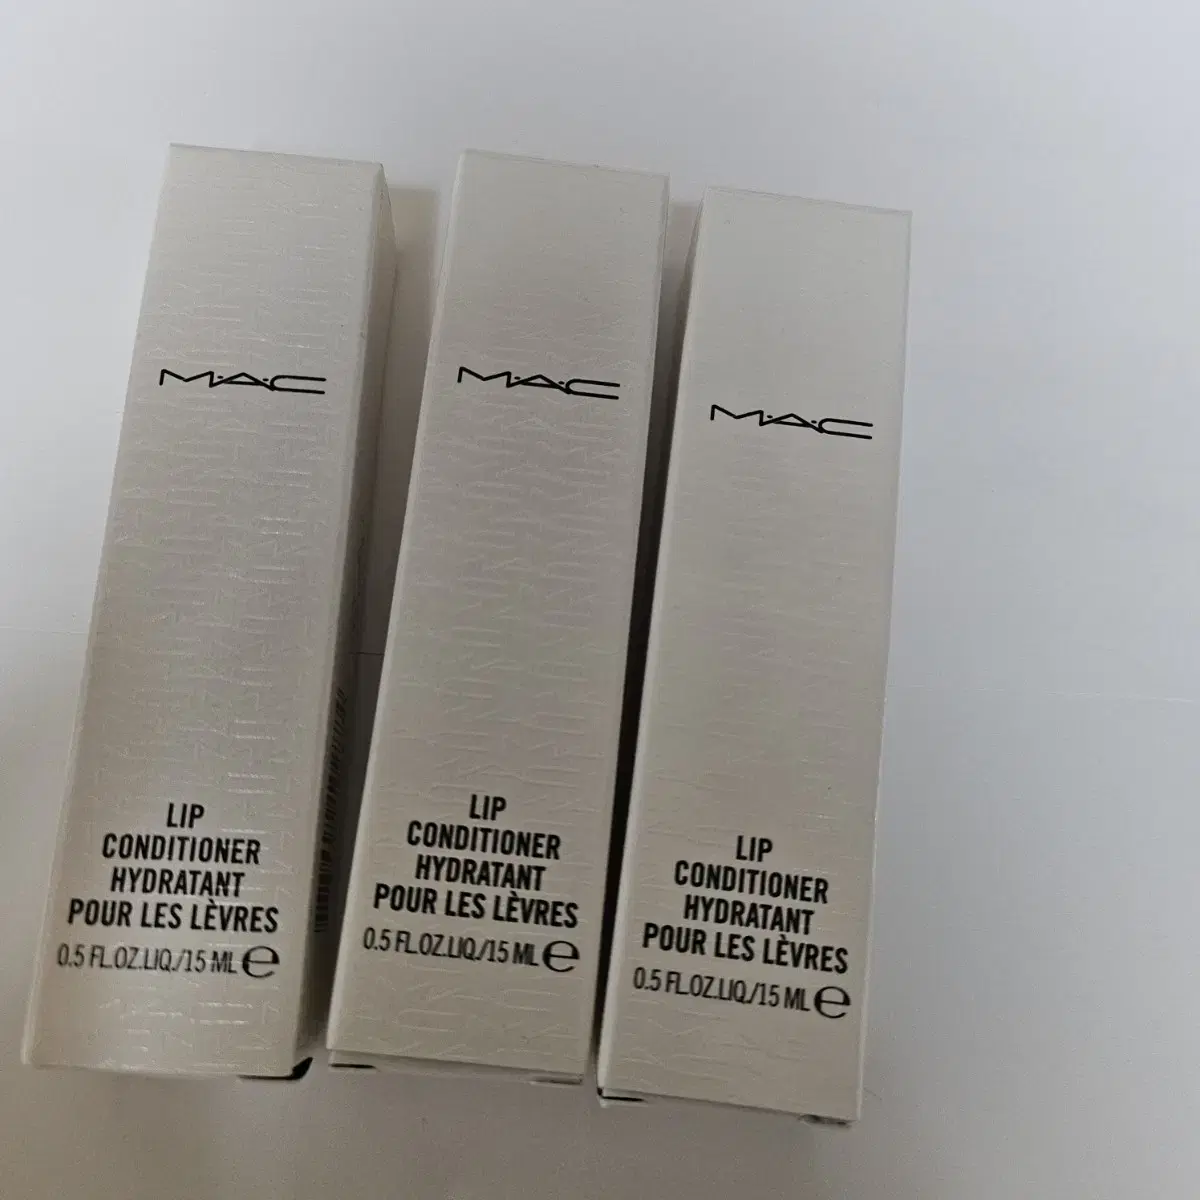 M·A·C
LIP
CONDITIONER
HYDRATANT
POUR LES LÈVRES
0.5 FL.OZ.LIQ./15 ML e
M·A·C
LIP
CONDITIONER
HYDRATANT
POUR LES LÈVRES
0.5 FL.OZ.LIQ./15 ML e
M·A·C
LIP
CONDITIONER
HYDRATANT
POUR LES LÈVRES
0.5 FL.OZ.LIQ./15 ML e